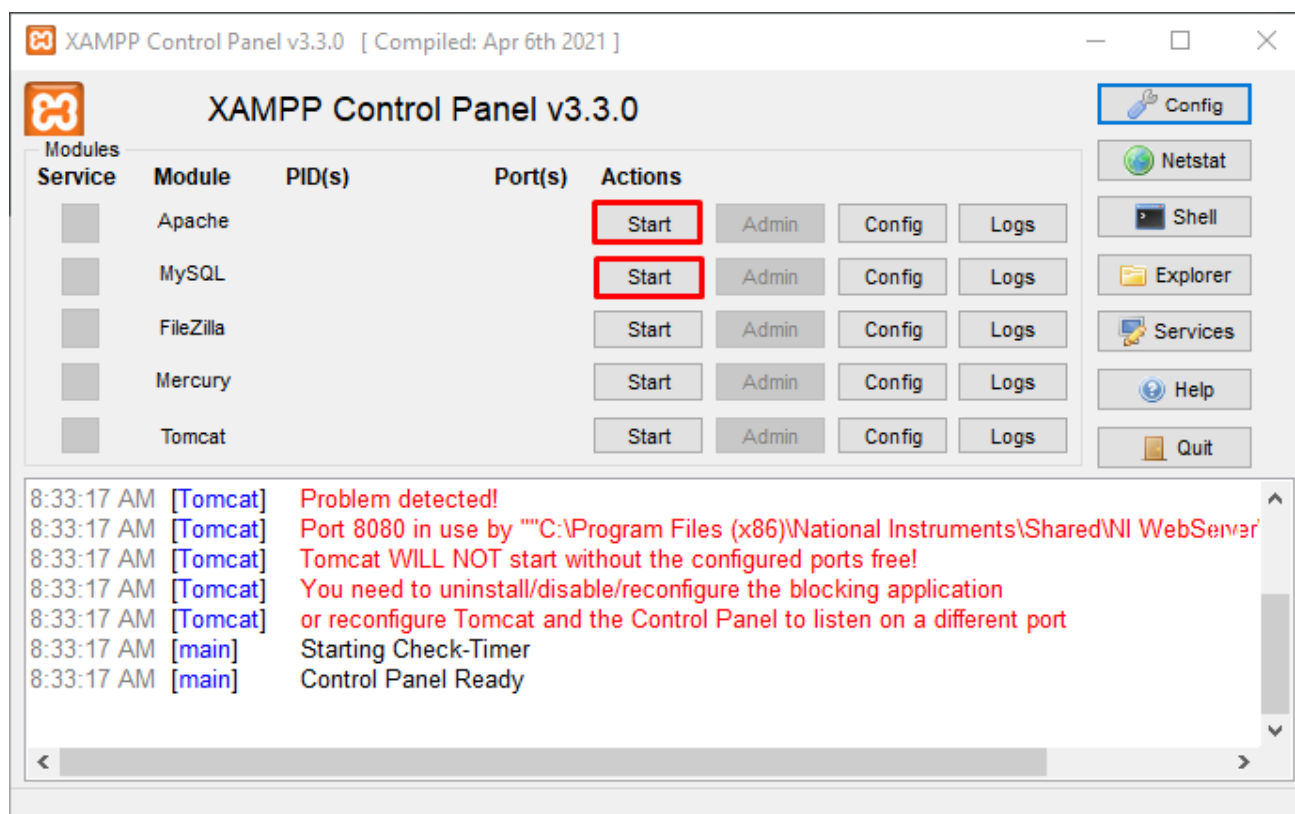 XAMPP Control Panel v3.3.0 [ Compiled: Apr 6th 2021 ]
XAMPP Control Panel v3.3.0
Config
Modules
Service Module PID(s) Port(s) Actions
Netstat
Apache Start Admin Config Logs
Shell
MySQL Start Admin Config Logs
Explorer
FileZilla Start Admin Config Logs
Services
Mercury Start Admin Config Logs
Help
Tomcat Start Admin Config Logs
Quit
8:33:17 AM [Tomcat] Problem detected!
8:33:17 AM [Tomcat] Port 8080 in use by ""C:\Program Files (x86)\National Instruments\Shared\NI WebServer\
8:33:17 AM [Tomcat] Tomcat WILL NOT start without the configured ports free!
8:33:17 AM [Tomcat] You need to uninstall/disable/reconfigure the blocking application
8:33:17 AM [Tomcat] or reconfigure Tomcat and the Control Panel to listen on a different port
8:33:17 AM [main] Starting Check-Timer
8:33:17 AM [main] Control Panel Ready